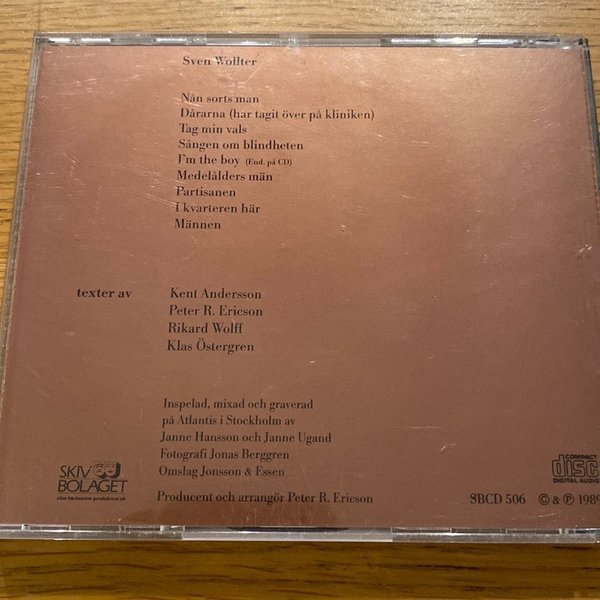 Sven Wollter
Nån sorts man
Dårarna (har tagit över på kliniken)
Tag min vals
Sången om blindheten
I'm the boy (End. på CD)
Medelålders män
Partisanen
I kvarteren här
Männen
texter av Kent Andersson
Peter R. Ericson
Rikard Wolff
Klas Östergren
Inspelad, mixad och graverad
på Atlantis i Stockholm av
Janne Hansson och Janne Ugand
Fotografi Jonas Berggren
Omslag Jonsson & Essen
Producent och arrangör Peter R. Ericson
SKIV
BOLAGET
COMPACT
disc
DIGITAL AUDIO
SBCD 506 © & ℗ 1989